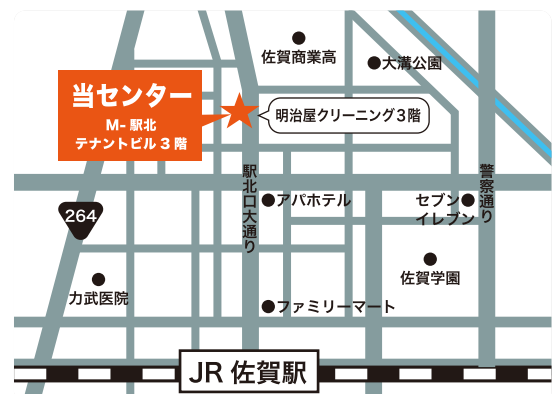 佐賀商業高
大溝公園
当センター
M-駅北
テナントビル3階
明治屋クリーニング3階
駅北口大通り
警察通り
アパホテル
セブン
イレブン
264
佐賀学園
力武医院
ファミリーマート
JR 佐賀駅